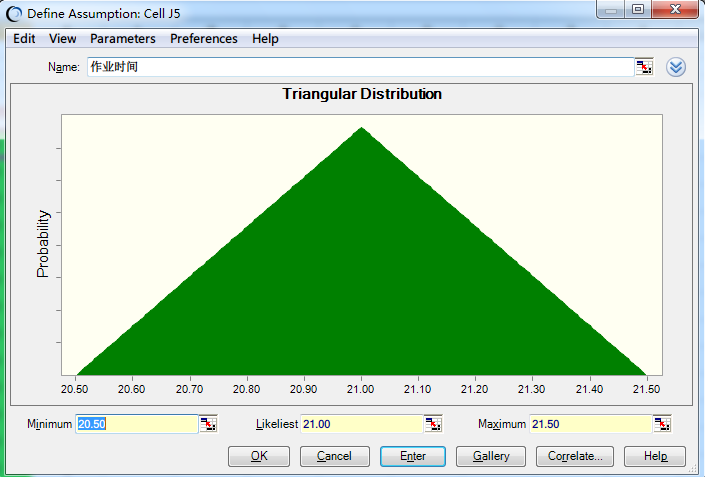 Define Assumption: Cell J5
Edit View Parameters Preferences Help
Name: 作业时间
Triangular Distribution
Probability
20.50 20.60 20.70 20.80 20.90 21.00 21.10 21.20 21.30 21.40 21.50
Minimum 20.50 Likeliest 21.00 Maximum 21.50
OK Cancel Enter Gallery Correlate... Help